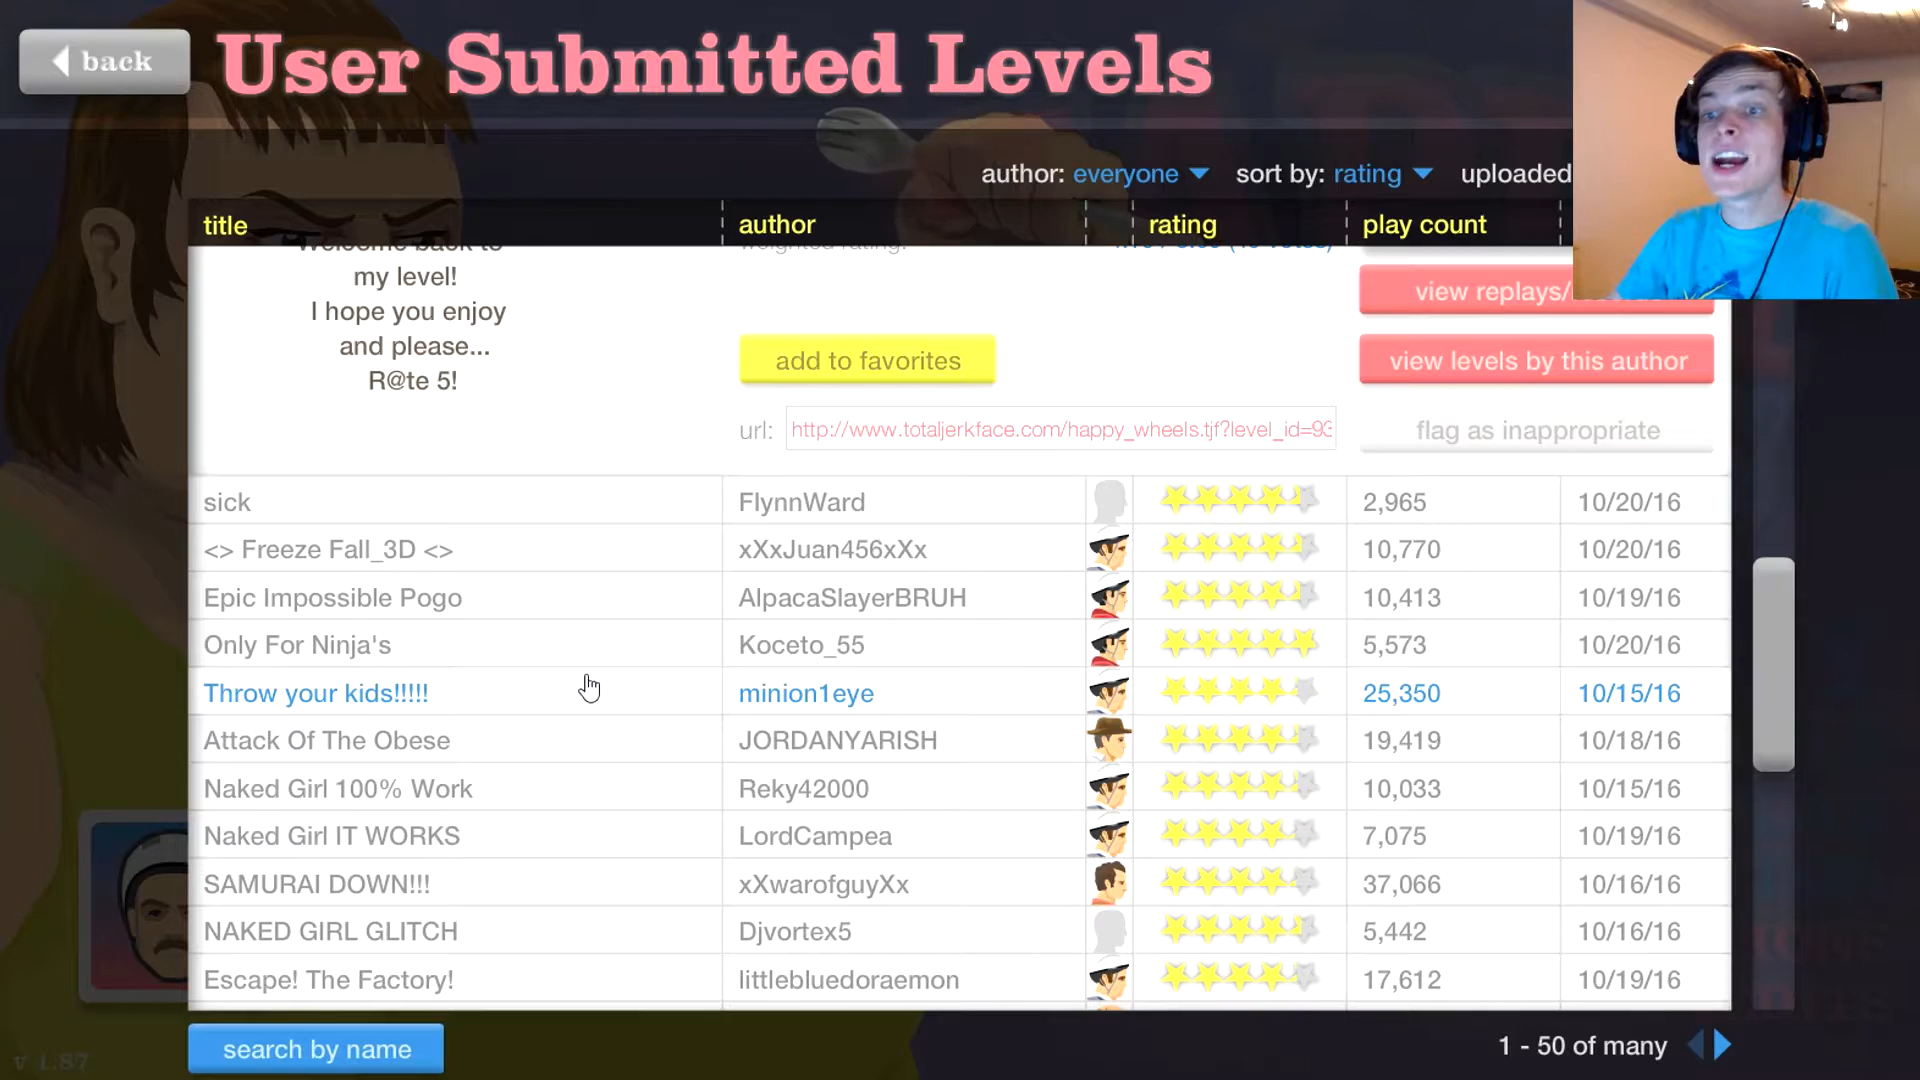 back
User Submitted Levels
author: everyone sort by: rating uploaded
title author rating play count
my level!
I hope you enjoy
and please...
R@te 5!
add to favorites
url: http://www.totaljerkface.com/happy_wheels.tjf?level_id=93
view replays/
view levels by this author
flag as inappropriate
sick FlynnWard 2,965 10/20/16
<> Freeze Fall_3D <> xXxJuan456xXx 10,770 10/20/16
Epic Impossible Pogo AlpacaSlayerBRUH 10,413 10/19/16
Only For Ninja's Koceto_55 5,573 10/20/16
Throw your kids!!!!! minion1eye 25,350 10/15/16
Attack Of The Obese JORDANYARISH 19,419 10/18/16
Naked Girl 100% Work Reky42000 10,033 10/15/16
Naked Girl IT WORKS LordCampea 7,075 10/19/16
SAMURAI DOWN!!! xXwarofguyXx 37,066 10/16/16
NAKED GIRL GLITCH Djvortex5 5,442 10/16/16
Escape! The Factory! littlebluedoraemon 17,612 10/19/16
search by name
1 - 50 of many
v 1.87